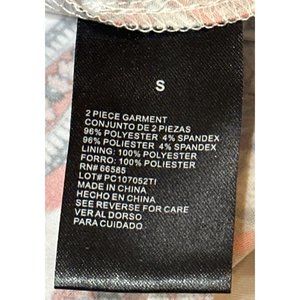 S
2 PIECE GARMENT
CONJUNTO DE 2 PIEZAS
96% POLYESTER 4% SPANDEX
96% POLIESTER 4% SPANDEX
LINING: 100% POLYESTER
FORRO: 100% POLIESTER
RN# 66585
LOT# PC107052TI
MADE IN CHINA
HECHO EN CHINA
SEE REVERSE FOR CARE
VER AL DORSO
PARA CUIDADO